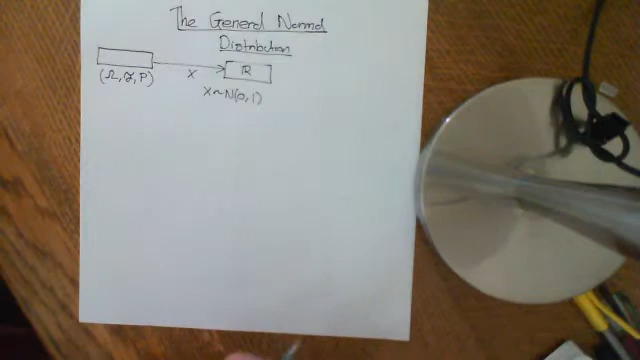 The General Normal
Distribution
R
(Ω, F, P)
X
X ~ N(0, 1)